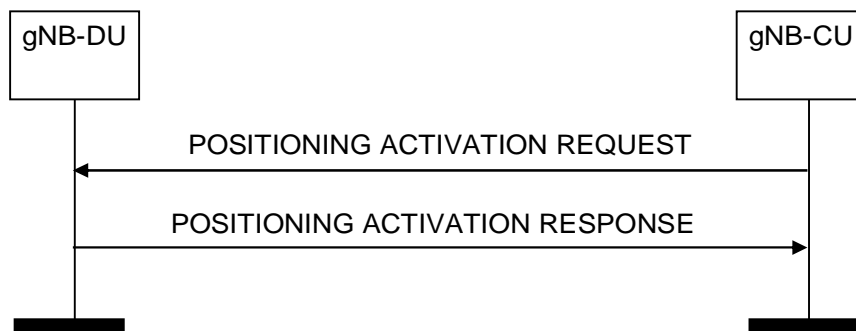 gNB-DU
gNB-CU
POSITIONING ACTIVATION REQUEST
POSITIONING ACTIVATION RESPONSE